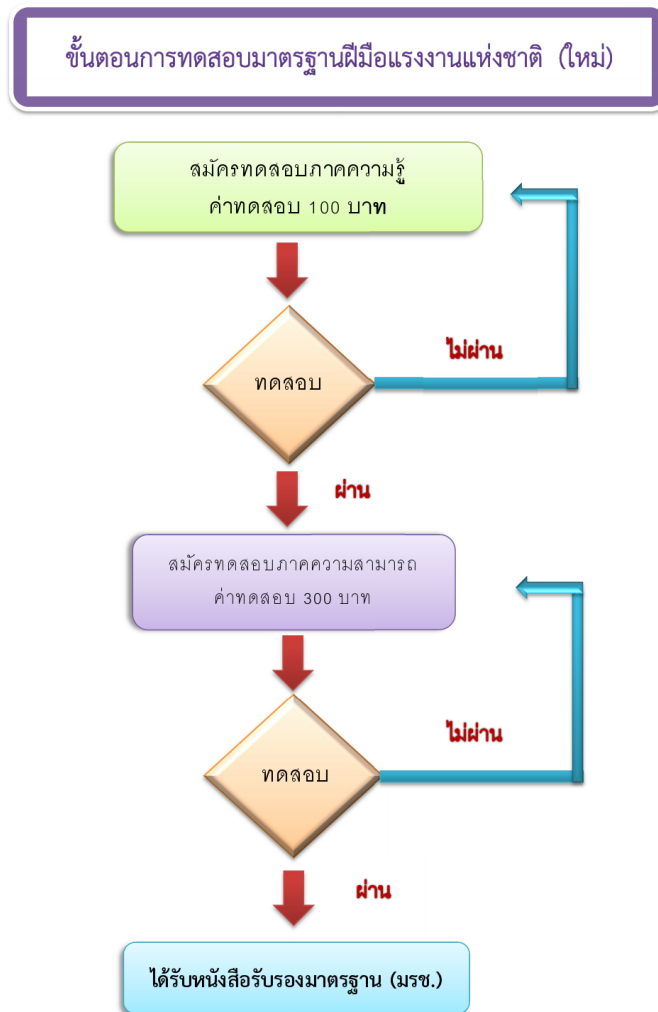 ขั้นตอนการทดสอบมาตรฐานฝีมือแรงงานแห่งชาติ (ใหม่)
สมัครทดสอบภาคความรู้
ค่าทดสอบ 100 บาท
ทดสอบ
ไม่ผ่าน
ผ่าน
สมัครทดสอบภาคความสามารถ
ค่าทดสอบ 300 บาท
ทดสอบ
ไม่ผ่าน
ผ่าน
ได้รับหนังสือรับรองมาตรฐาน (มรช.)